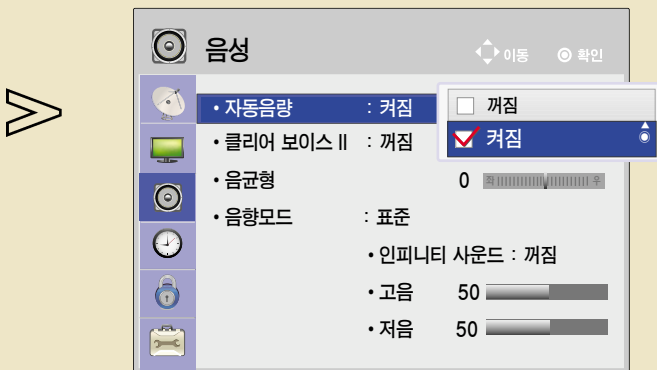 음성 이동 확인
• 자동음량 : 켜짐
꺼짐
켜짐
• 클리어 보이스 II : 꺼짐
• 음균형 0 좌 우
• 음향모드 : 표준
• 인피니티 사운드 : 꺼짐
• 고음 50
• 저음 50